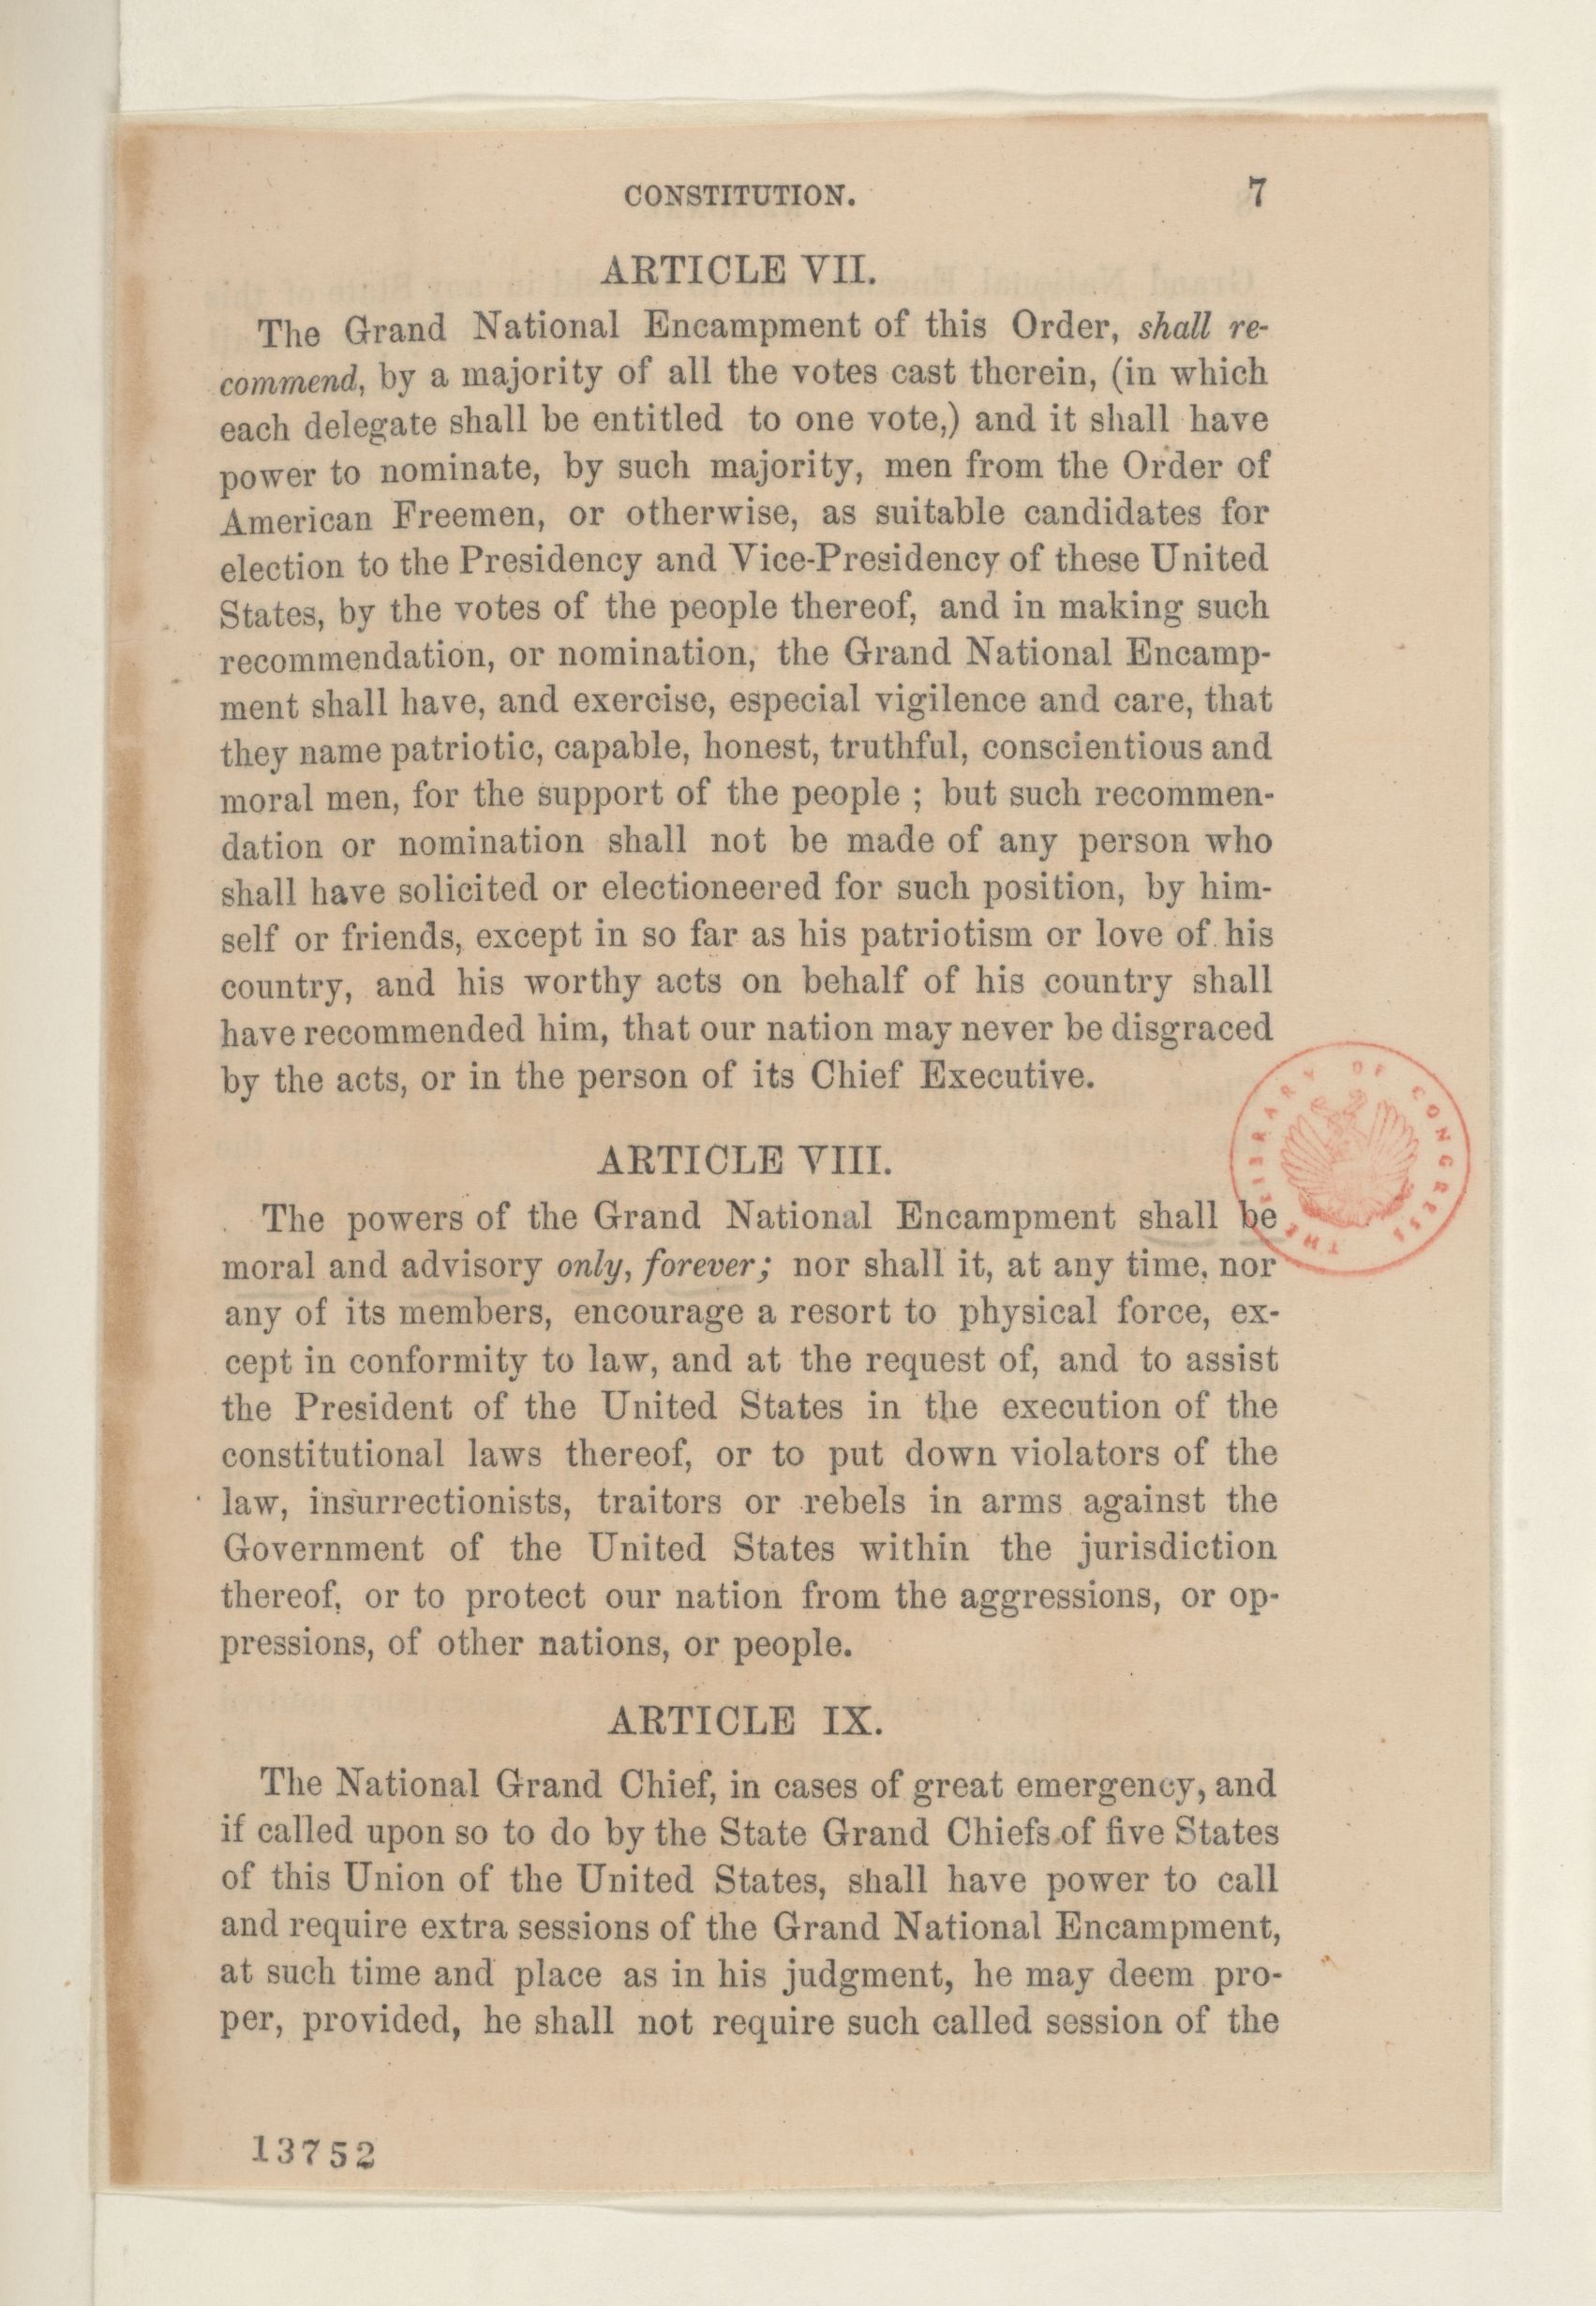 CONSTITUTION. 7
ARTICLE VII.
The Grand National Encampment of this Order, shall re-
commend, by a majority of all the votes cast therein, (in which
each delegate shall be entitled to one vote,) and it shall have
power to nominate, by such majority, men from the Order of
American Freemen, or otherwise, as suitable candidates for
election to the Presidency and Vice-Presidency of these United
States, by the votes of the people thereof, and in making such
recommendation, or nomination, the Grand National Encamp-
ment shall have, and exercise, especial vigilence and care, that
they name patriotic, capable, honest, truthful, conscientious and
moral men, for the support of the people ; but such recommen-
dation or nomination shall not be made of any person who
shall have solicited or electioneered for such position, by him-
self or friends, except in so far as his patriotism or love of his
country, and his worthy acts on behalf of his country shall
have recommended him, that our nation may never be disgraced
by the acts, or in the person of its Chief Executive.
ARTICLE VIII.
The powers of the Grand National Encampment shall be
moral and advisory only, forever; nor shall it, at any time, nor
any of its members, encourage a resort to physical force, ex-
cept in conformity to law, and at the request of, and to assist
the President of the United States in the execution of the
constitutional laws thereof, or to put down violators of the
law, insurrectionists, traitors or rebels in arms against the
Government of the United States within the jurisdiction
thereof, or to protect our nation from the aggressions, or op-
pressions, of other nations, or people.
THE LIBRARY OF CONGRESS
ARTICLE IX.
The National Grand Chief, in cases of great emergency, and
if called upon so to do by the State Grand Chiefs of five States
of this Union of the United States, shall have power to call
and require extra sessions of the Grand National Encampment,
at such time and place as in his judgment, he may deem pro-
per, provided, he shall not require such called session of the
13752